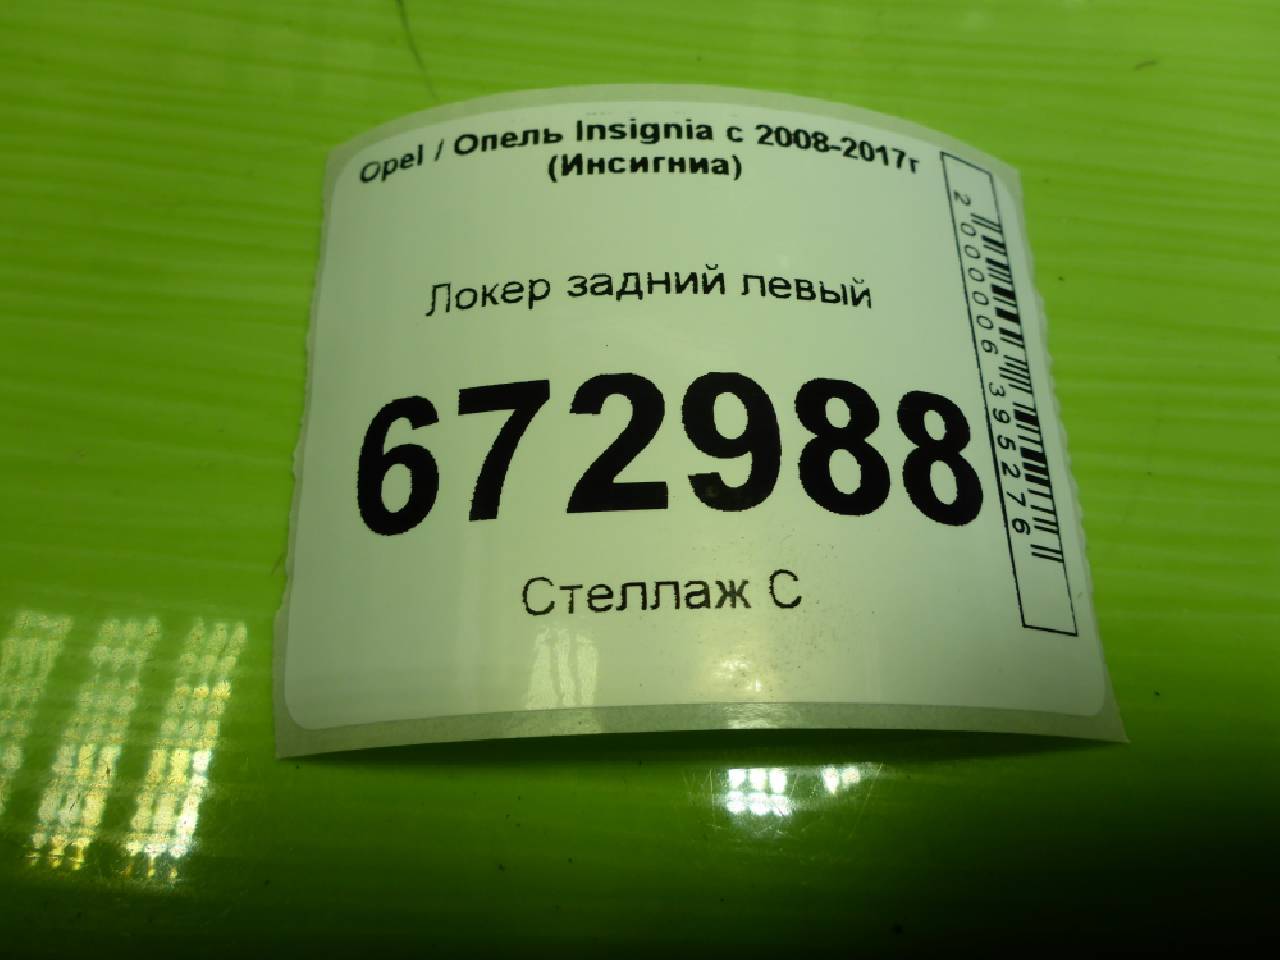 Opel / Опель Insignia с 2008-2017г
(Инсигниа)
Локер задний левый
672988
Стеллаж С
2000006395276